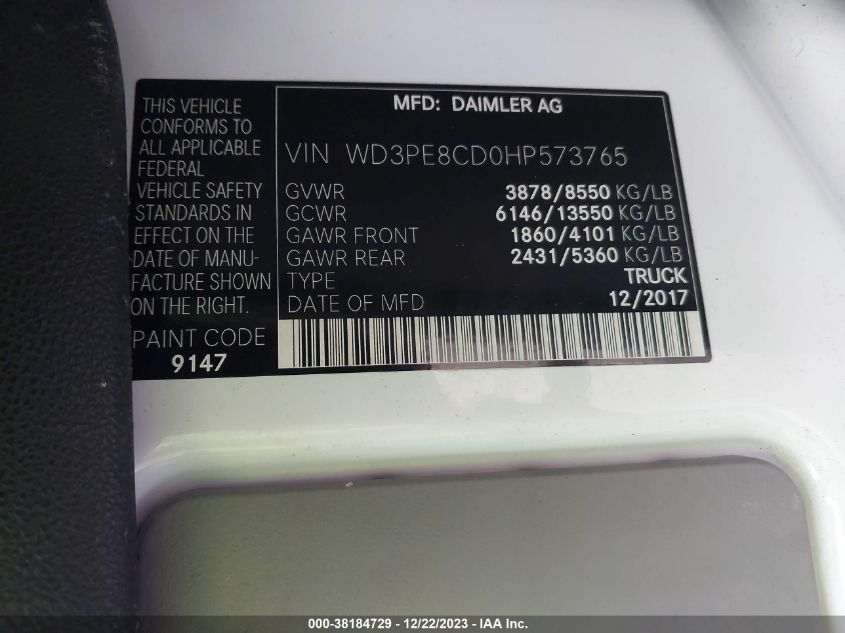 THIS VEHICLE
CONFORMS TO
ALL APPLICABLE
FEDERAL
VEHICLE SAFETY
STANDARDS IN
EFFECT ON THE
DATE OF MANU-
FACTURE SHOWN
ON THE RIGHT.
PAINT CODE
9147
MFD: DAIMLER AG
VIN WD3PE8CD0HP573765
GVWR 3878/8550 KG/LB
GCWR 6146/13550 KG/LB
GAWR FRONT 1860/4101 KG/LB
GAWR REAR 2431/5360 KG/LB
TYPE TRUCK
DATE OF MFD 12/2017
000-38184729 - 12/22/2023 - IAA Inc.